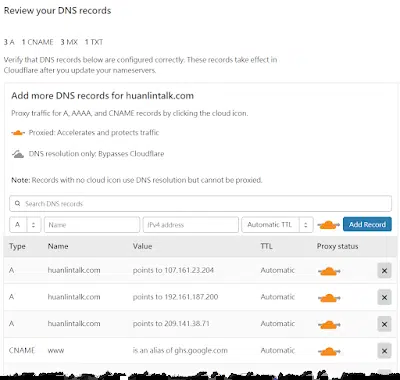 Review your DNS records
3 A 1 CNAME 3 MX 1 TXT
Verify that DNS records below are configured correctly. These records take effect in
Cloudflare after you update your nameservers.
Add more DNS records for huanlintalk.com
Proxy traffic for A, AAAA, and CNAME records by clicking the cloud icon.
Proxied: Accelerates and protects traffic
DNS resolution only: Bypasses Cloudflare
Note: Records with no cloud icon use DNS resolution but cannot be proxied.
Search DNS records
A Name IPv4 address Automatic TTL Add Record
Type Name Value TTL Proxy status
A huanlintalk.com points to 107.161.23.204 Automatic
A huanlintalk.com points to 192.161.187.200 Automatic
A huanlintalk.com points to 209.141.38.71 Automatic
CNAME www is an alias of ghs.google.com Automatic